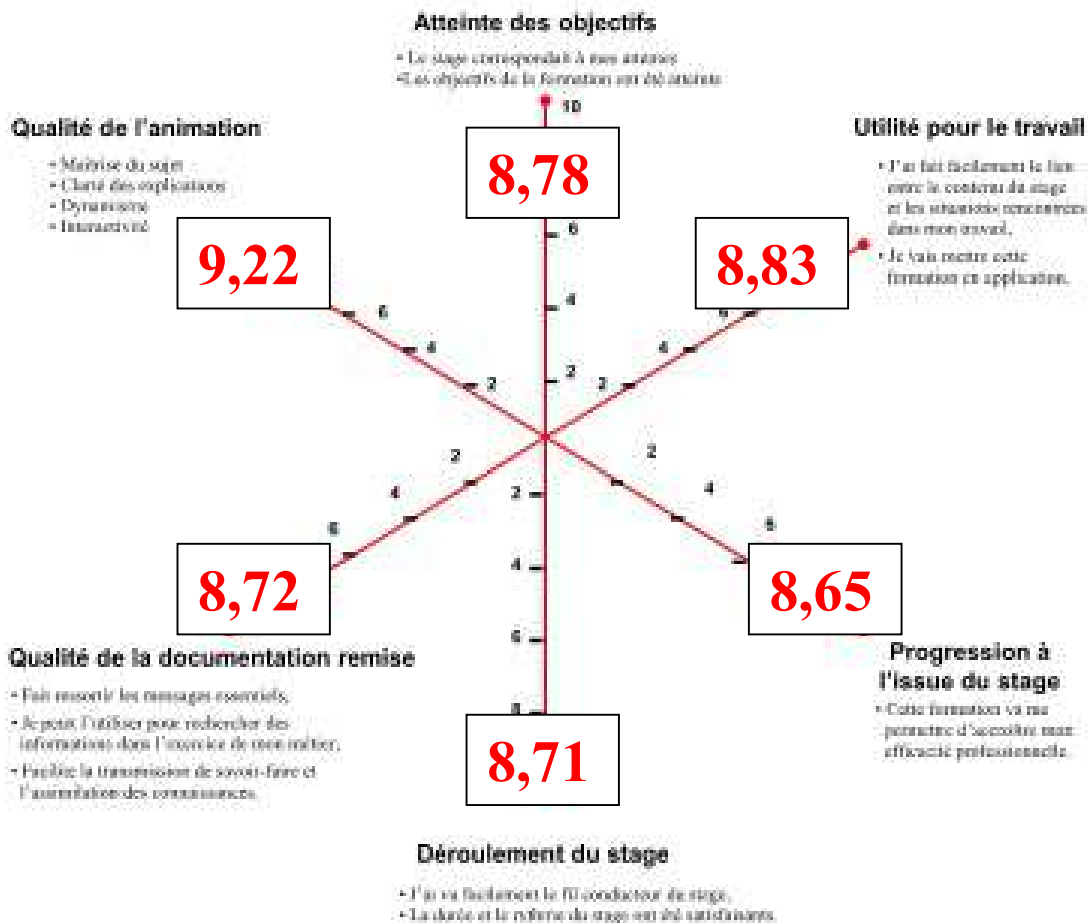 Atteinte des objectifs
• Le stage correspondait à mes attentes
•Les objectifs de la formation ont été atteints
10
8,78
6
4
2
Qualité de l'animation
• Maîtrise du sujet
• Clarté des explications
• Dynamisme
• Interactivité
9,22
6
4
2
Utilité pour le travail
• J'ai fait facilement le lien
entre le contenu du stage
et les situations rencontrées
dans mon travail.
• Je vais mettre cette
formation en application.
8,83
6
4
2
2
4
6
8,72
Qualité de la documentation remise
• Fait ressortir les messages essentiels.
• Je peux l'utiliser pour rechercher des
informations dans l'exercice de mon métier.
• Facilite la transmission de savoir-faire et
l'assimilation des connaissances.
2
4
6
8
8,71
Déroulement du stage
• J'ai vu facilement le fil conducteur du stage.
• La durée et le rythme du stage ont été satisfaisants.
2
4
6
8,65
Progression à
l'issue du stage
• Cette formation va me
permettre d'accroître mon
efficacité professionnelle.